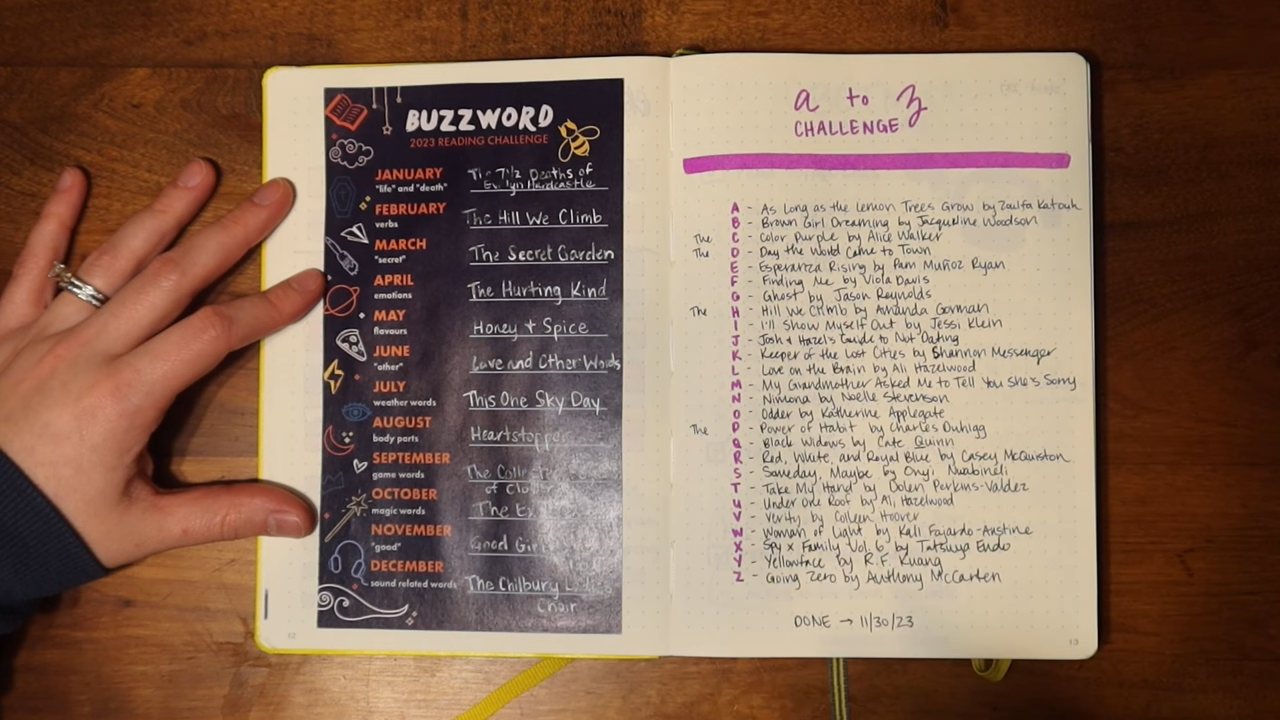 BUZZWORD
2023 READING CHALLENGE
JANUARY
"life" and "death"
The 7 1/2 Deaths of
Evelyn Hardcastle
FEBRUARY
verbs
The Hill We Climb
MARCH
"secret"
The Secret Garden
APRIL
emotions
The Hurting Kind
MAY
flavours
Honey + Spice
JUNE
"other"
Love and Other Words
JULY
weather words
This One Sky Day
AUGUST
body parts
Heartstopper
SEPTEMBER
game words
The
of
OCTOBER
magic words
The
NOVEMBER
"good"
Good
DECEMBER
sound related words
The Chilbury Ladies
Choir
12
a to z
CHALLENGE
A - As Long as the Lemon Trees Grow by Zoulfa Katouh
B - Brown Girl Dreaming by Jacqueline Woodson
The C - Color Purple by Alice Walker
The D - Day the World Came to Town
E - Esperanza Rising by Pam Muñoz Ryan
F - Finding Me by Viola Davis
G - Ghost by Jason Reynolds
The H - Hill We Climb by Amanda Gorman
I - I'll Show Myself Out by Jessi Klein
J - Josh + Hazel's Guide to Not Dating
K - Keeper of the Lost Cities by Shannon Messenger
L - Love on the Brain by Ali Hazelwood
M - My Grandmother Asked Me to Tell You She's Sorry
N - Nimona by Noelle Stevenson
O - Odder by Katherine Applegate
The P - Power of Habit by Charles Duhigg
Q - Black Widows by Cate Quinn
R - Red, White, and Royal Blue by Casey McQuiston
S - Someday, Maybe by Onyi Nwabineli
T - Take My Hand by Dolen Perkins-Valdez
U - Under One Roof by Ali Hazelwood
V - Verity by Colleen Hoover
W - Woman of Light by Kali Fajardo-Anstine
X - Spy x Family Vol. 6 by Tatsuya Endo
Y - Yellowface by R.F. Kuang
Z - Going Zero by Anthony McCarten
DONE → 11/30/23
13